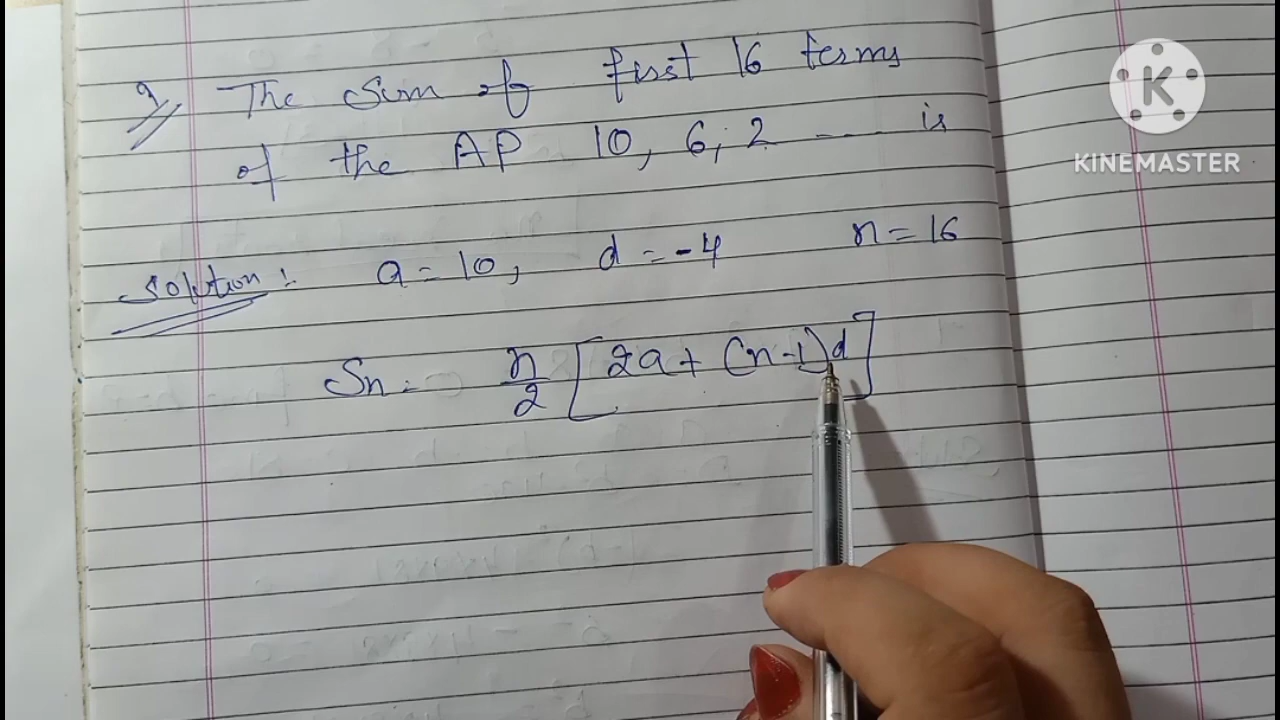 The sum of first 16 terms
of the AP 10, 6, 2 ---- is
Solution : a = 10, d = -4 n = 16
Sn = n/2 [2a + (n-1)d]
K
KINEMASTER